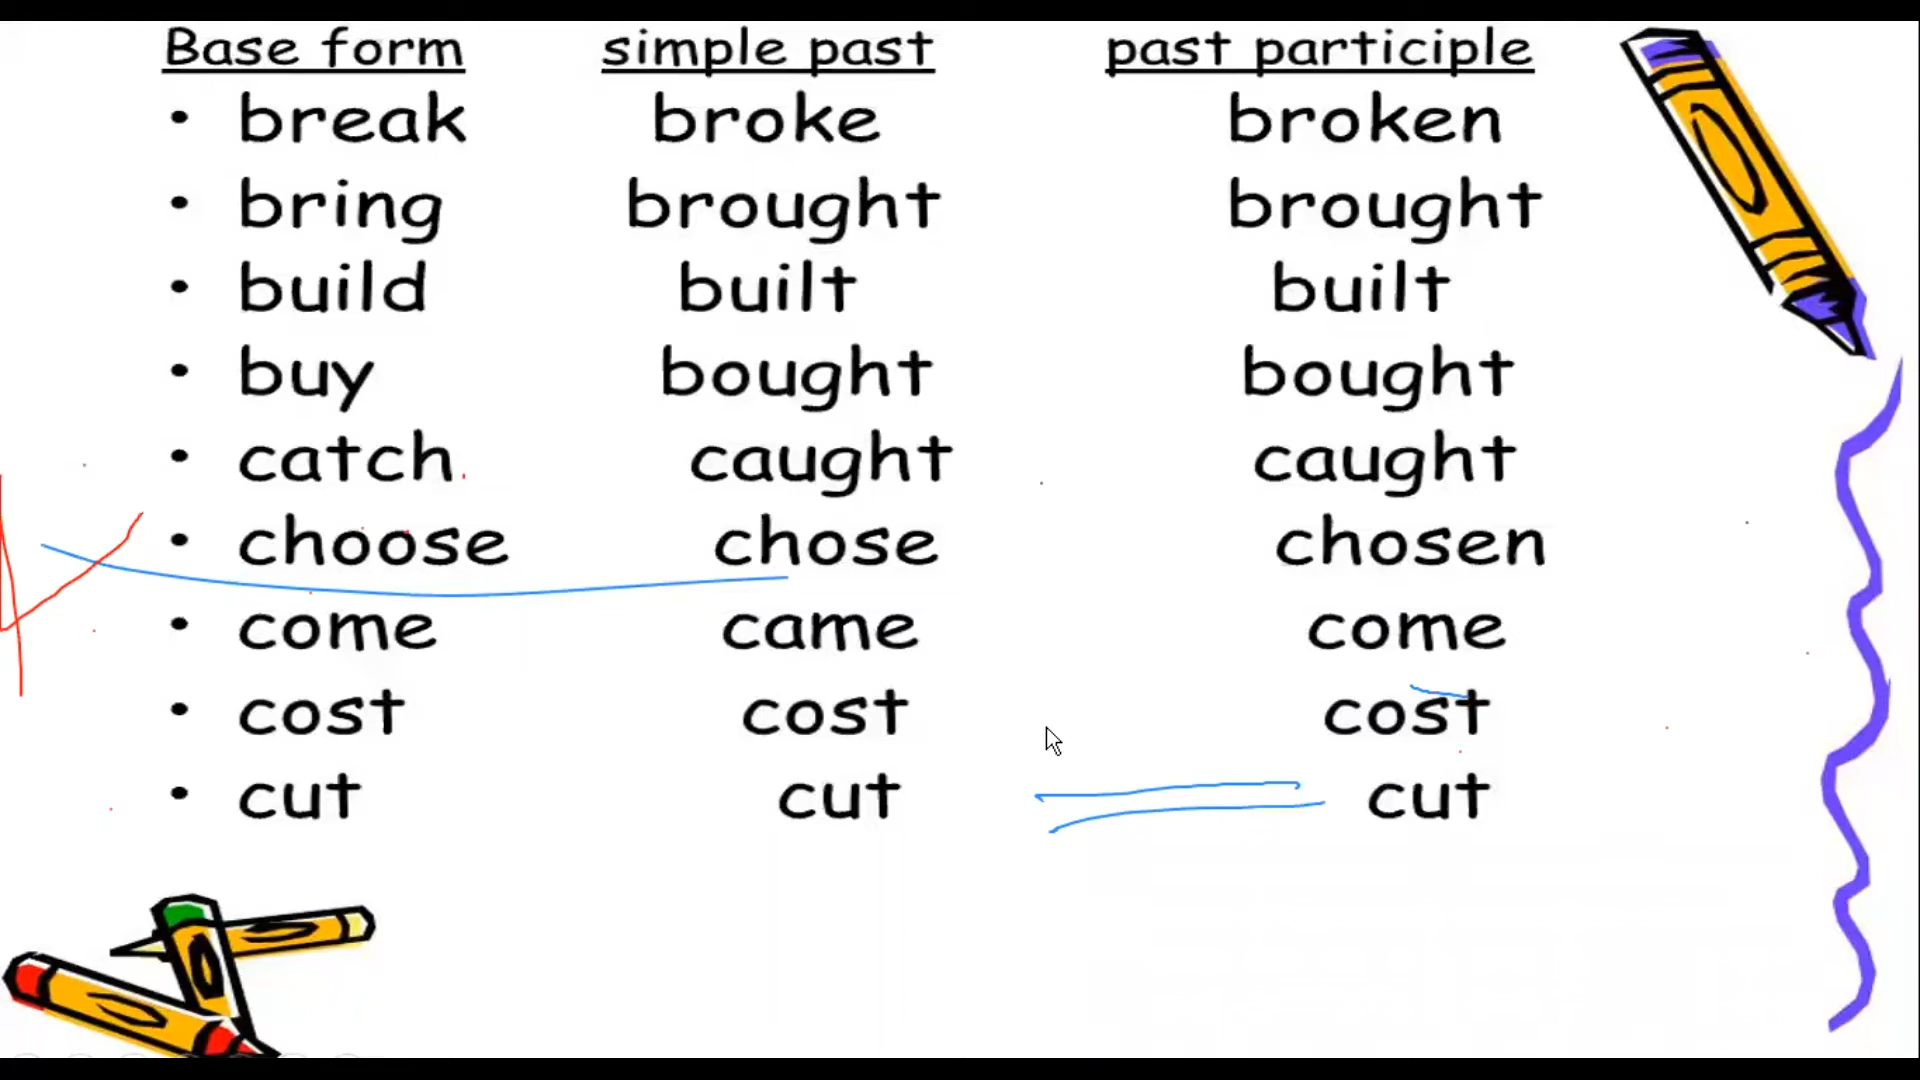 Base form simple past past participle
• break broke broken
• bring brought brought
• build built built
• buy bought bought
• catch caught caught
• choose chose chosen
• come came come
• cost cost cost
• cut cut cut